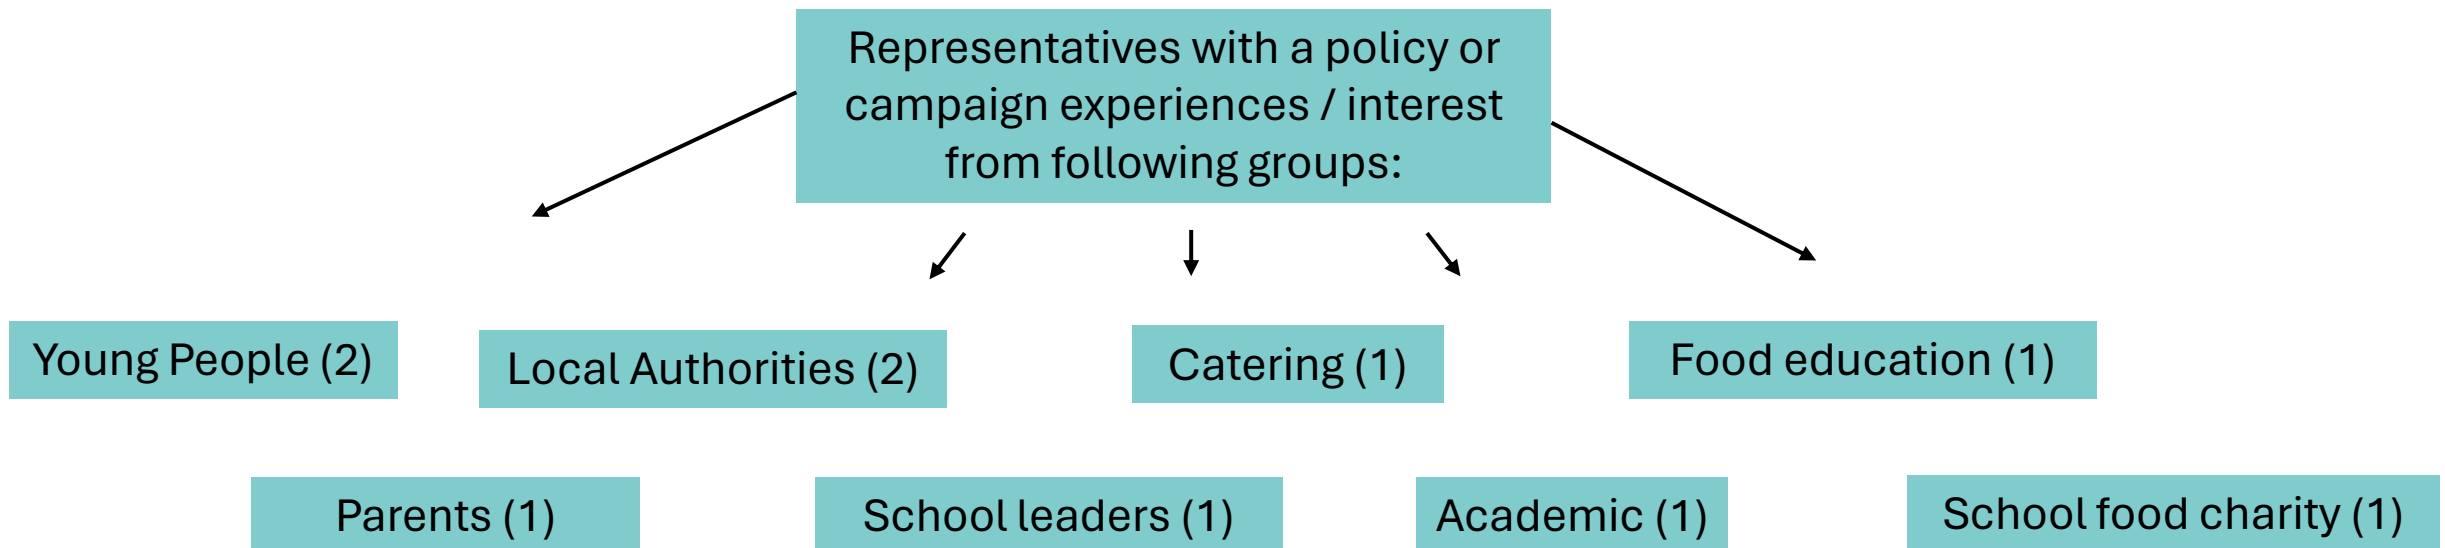 Representatives with a policy or
campaign experiences / interest
from following groups:
Young People (2)
Local Authorities (2)
Catering (1)
Food education (1)
Parents (1)
School leaders (1)
Academic (1)
School food charity (1)